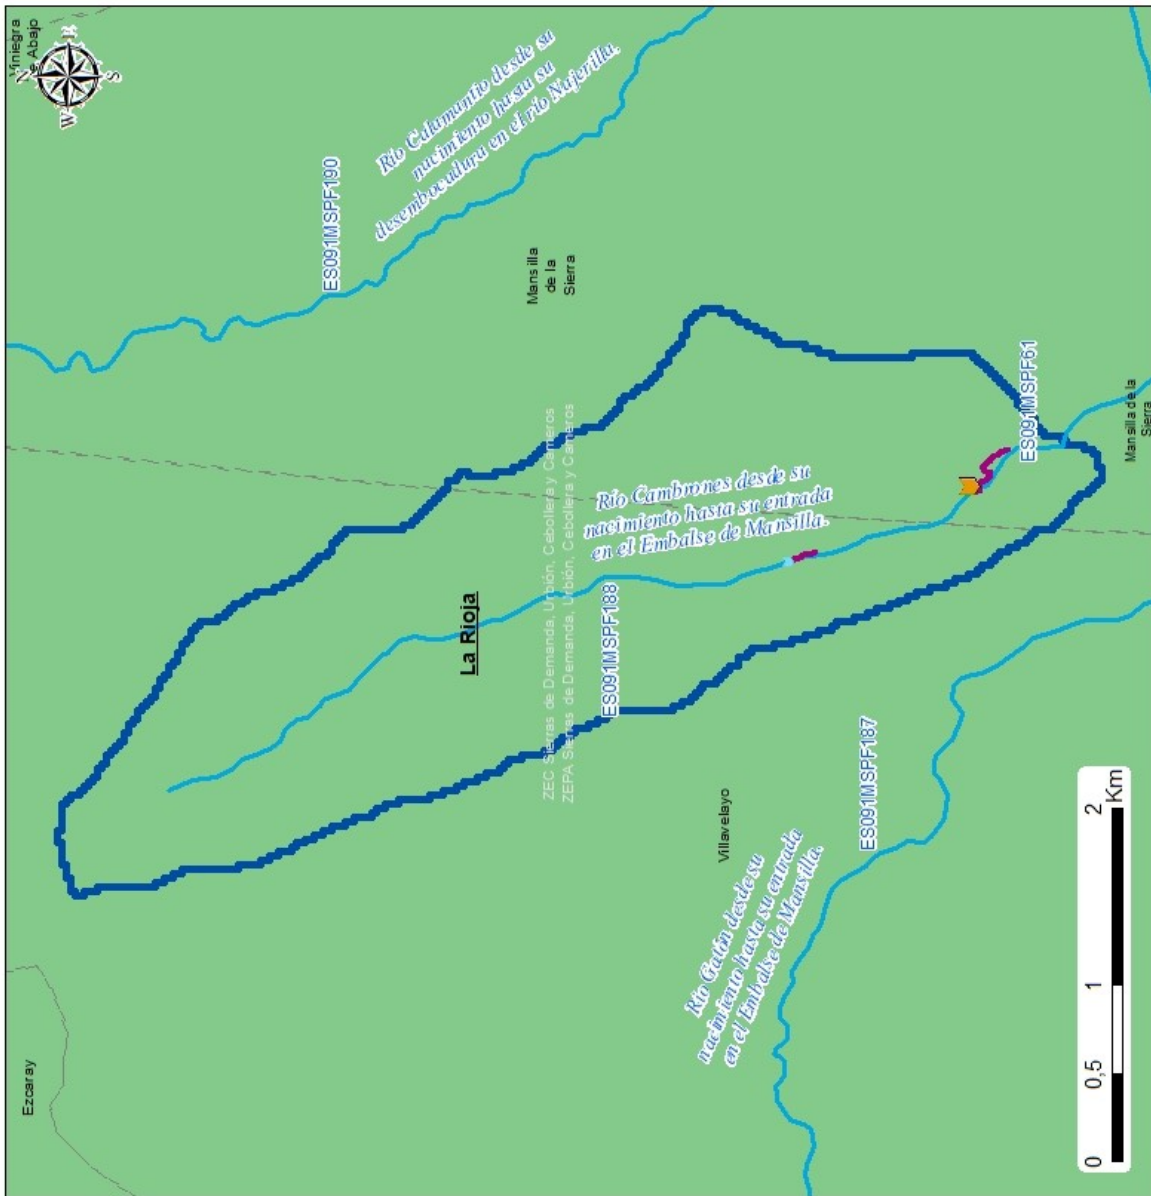 Ezcaray
Viniegra
de Abajo
N
W
E
S
ES091MSPF190
Río Calamantio desde su
nacimiento hasta su
desembocadura en el río Najerilla.
La Rioja
Mansilla
de la
Sierra
ZEC Sierras de Demanda, Urbión, Cebollera y Cameros
ZEPA Sierras de Demanda, Urbión, Cebollera y Cameros
ES091MSPF188
Río Cambrones desde su
nacimiento hasta su entrada
en el Embalse de Mansilla.
Villavelayo
Río Gatón desde su
nacimiento hasta su entrada
en el Embalse de Mansilla.
ES091MSPF187
ES091MSPF61
Mansilla de la
Sierra
0 0,5 1 2
Km